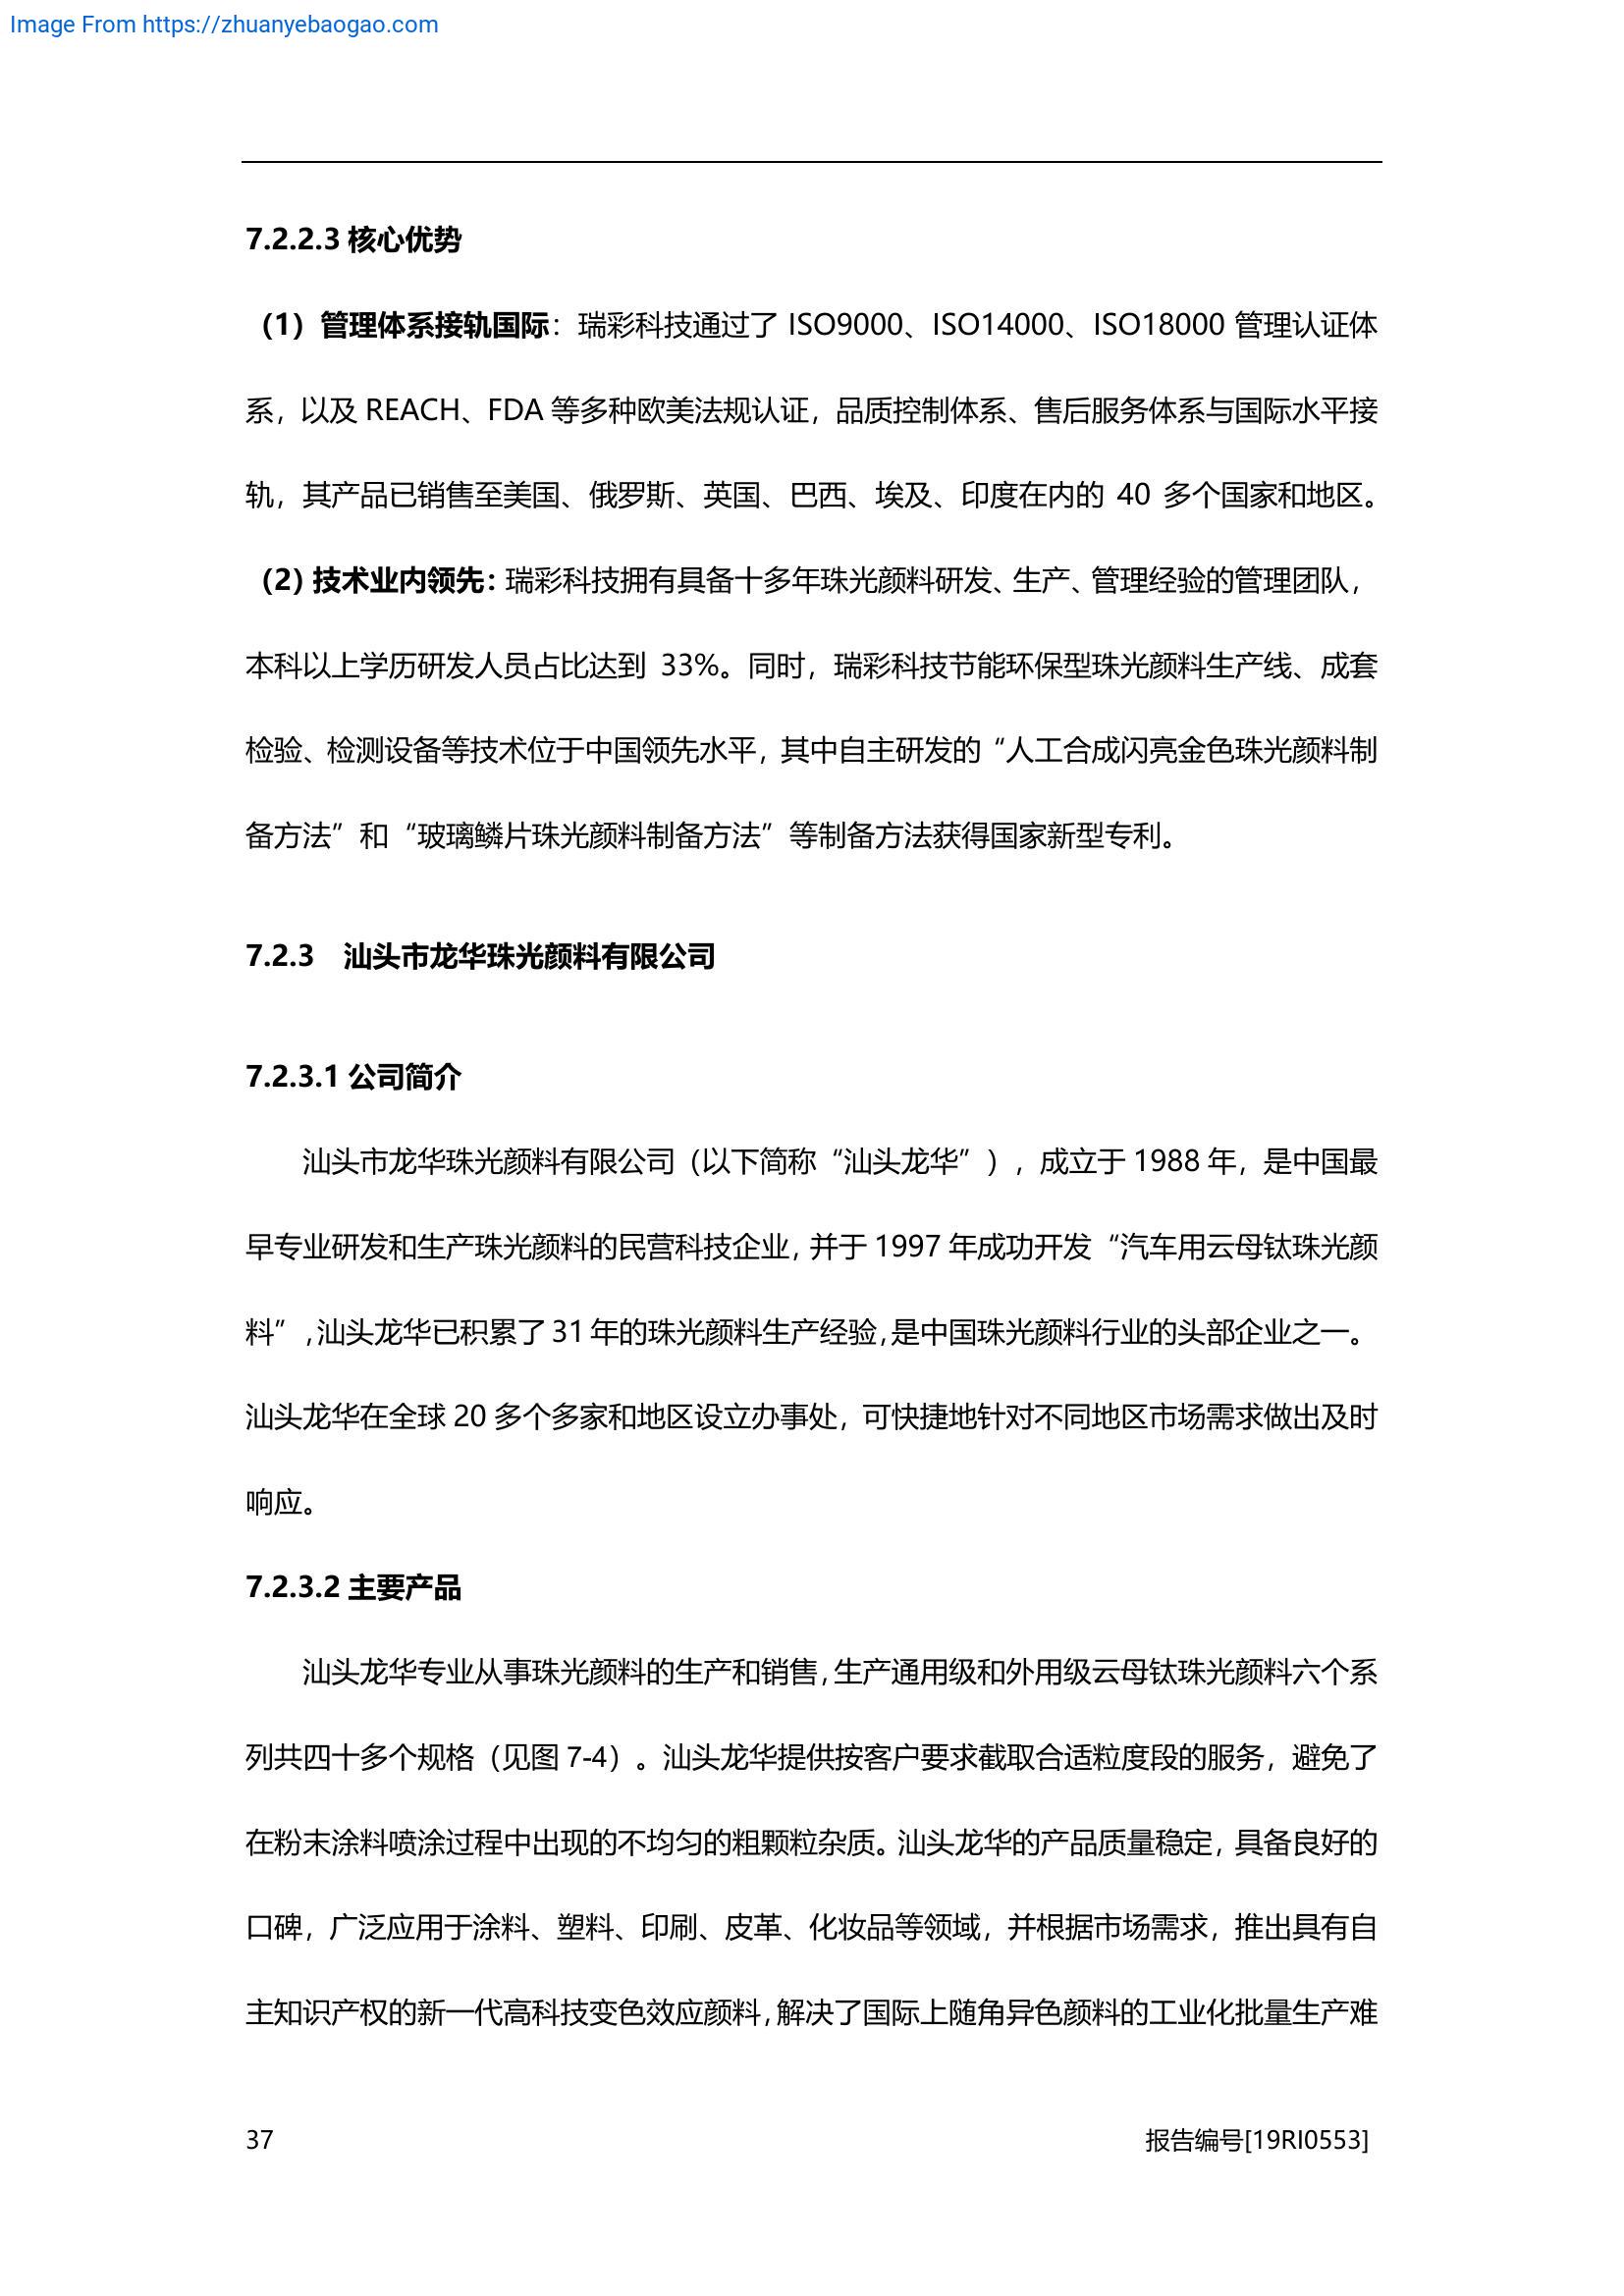 Image From https://zhuanyebaogao.com
7.2.2.3 核心优势
（1）管理体系接轨国际：瑞彩科技通过了 ISO9000、ISO14000、ISO18000 管理认证体
系，以及 REACH、FDA 等多种欧美法规认证，品质控制体系、售后服务体系与国际水平接
轨，其产品已销售至美国、俄罗斯、英国、巴西、埃及、印度在内的 40 多个国家和地区。
（2）技术业内领先：瑞彩科技拥有具备十多年珠光颜料研发、生产、管理经验的管理团队，
本科以上学历研发人员占比达到 33%。同时，瑞彩科技节能环保型珠光颜料生产线、成套
检验、检测设备等技术位于中国领先水平，其中自主研发的“人工合成闪亮金色珠光颜料制
备方法”和“玻璃鳞片珠光颜料制备方法”等制备方法获得国家新型专利。
7.2.3 汕头市龙华珠光颜料有限公司
7.2.3.1 公司简介
汕头市龙华珠光颜料有限公司（以下简称“汕头龙华”），成立于 1988 年，是中国最
早专业研发和生产珠光颜料的民营科技企业，并于 1997 年成功开发“汽车用云母钛珠光颜
料”，汕头龙华已积累了 31 年的珠光颜料生产经验，是中国珠光颜料行业的头部企业之一。
汕头龙华在全球 20 多个多家和地区设立办事处，可快捷地针对不同地区市场需求做出及时
响应。
7.2.3.2 主要产品
汕头龙华专业从事珠光颜料的生产和销售，生产通用级和外用级云母钛珠光颜料六个系
列共四十多个规格（见图 7-4）。汕头龙华提供按客户要求截取合适粒度段的服务，避免了
在粉末涂料喷涂过程中出现的不均匀的粗颗粒杂质。汕头龙华的产品质量稳定，具备良好的
口碑，广泛应用于涂料、塑料、印刷、皮革、化妆品等领域，并根据市场需求，推出具有自
主知识产权的新一代高科技变色效应颜料，解决了国际上随角异色颜料的工业化批量生产难
37 报告编号[19RI0553]